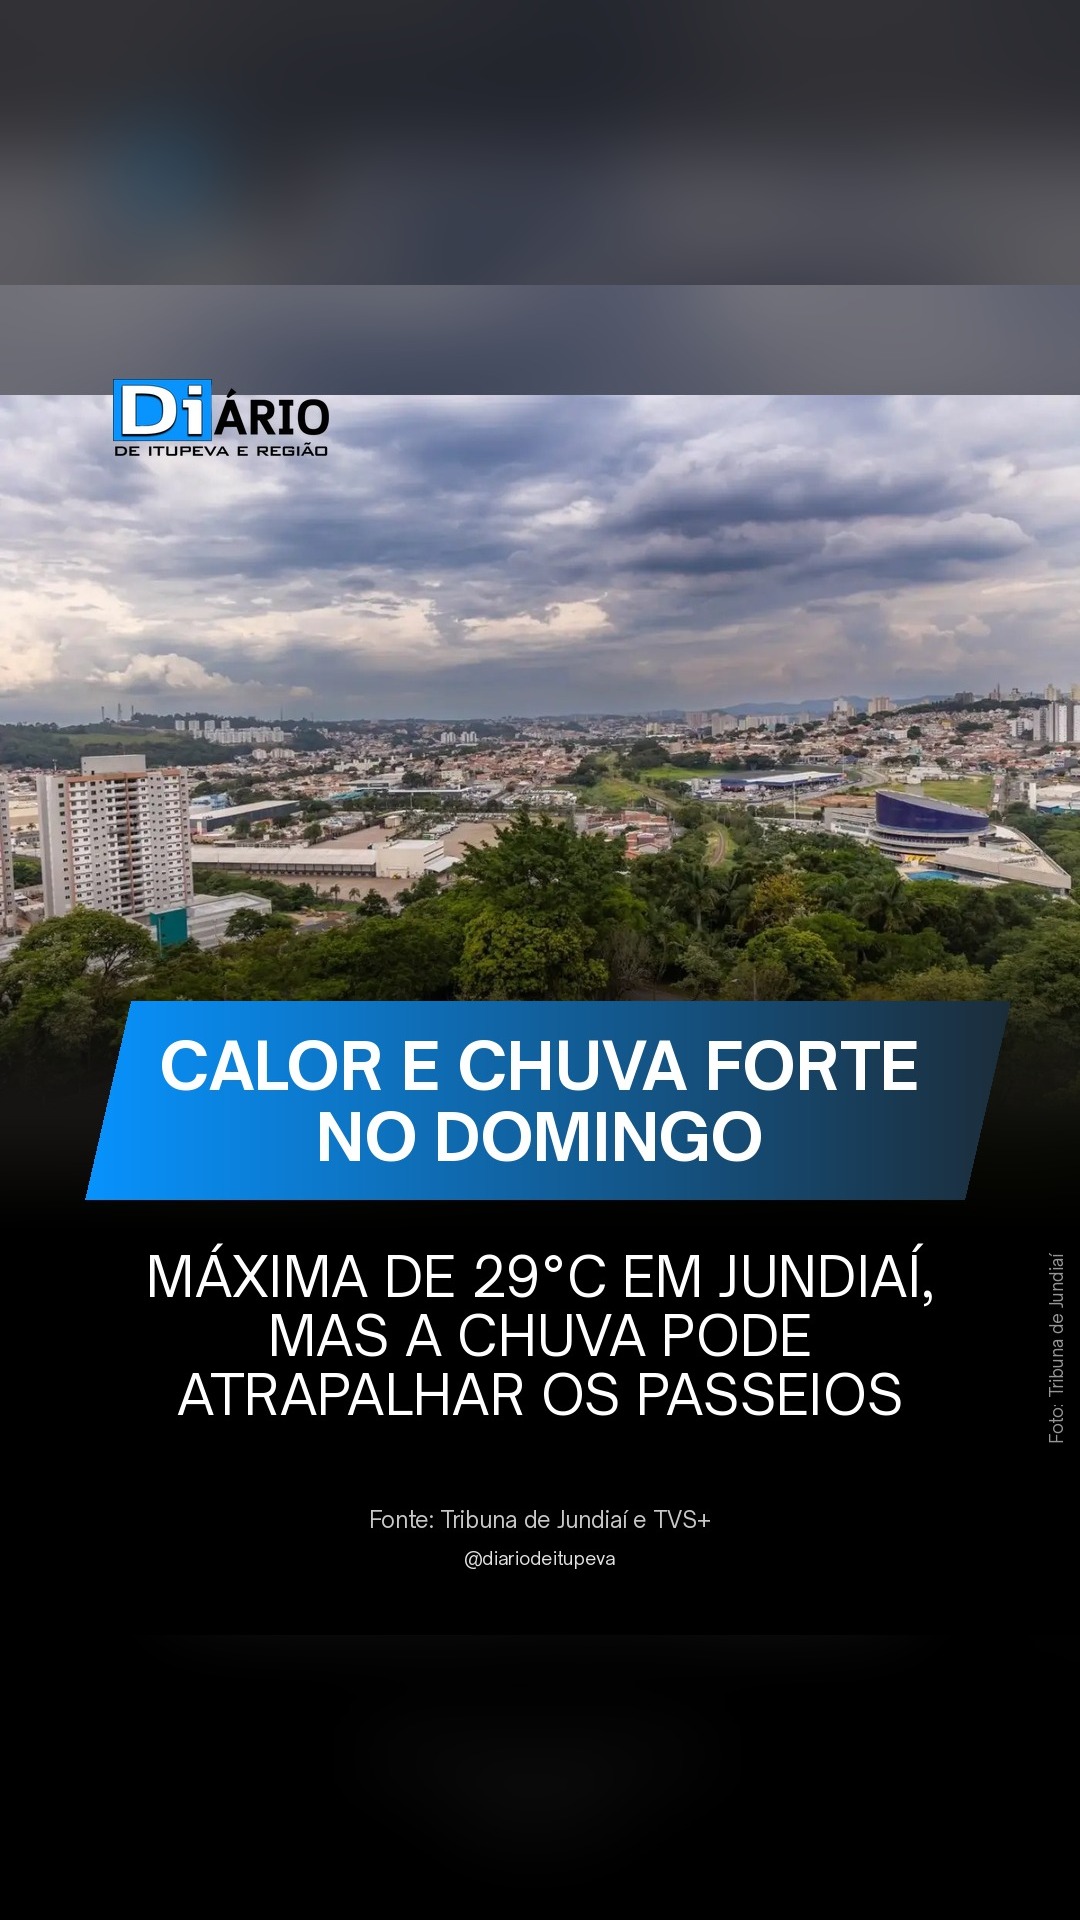 DiÁRIO
DE ITUPEVA E REGIÃO
CALOR E CHUVA FORTE
NO DOMINGO
MÁXIMA DE 29°C EM JUNDIAÍ,
MAS A CHUVA PODE
ATRAPALHAR OS PASSEIOS
Foto: Tribuna de Jundiaí
Fonte: Tribuna de Jundiaí e TVS+
@diariodeitupeva